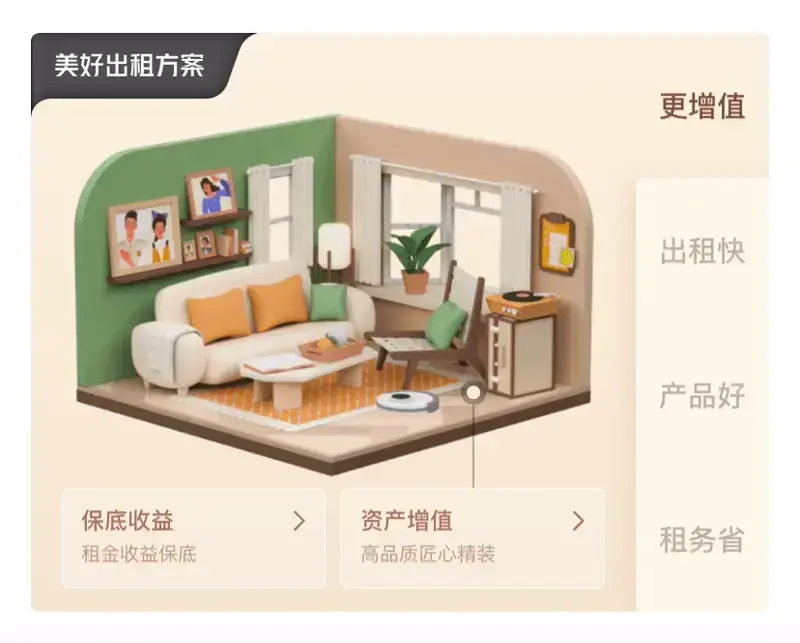 美好出租方案
更增值
出租快
产品好
租务省
保底收益
租金收益保底
资产增值
高品质匠心精装